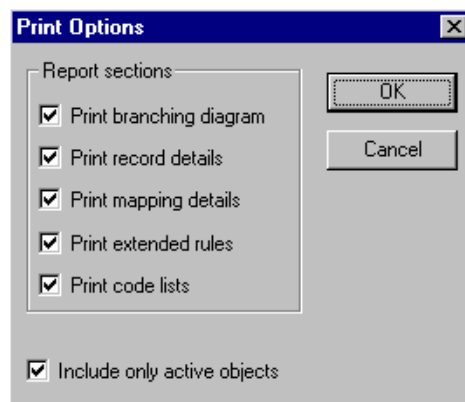 Print Options
Report sections
Print branching diagram
Print record details
Print mapping details
Print extended rules
Print code lists
OK
Cancel
Include only active objects